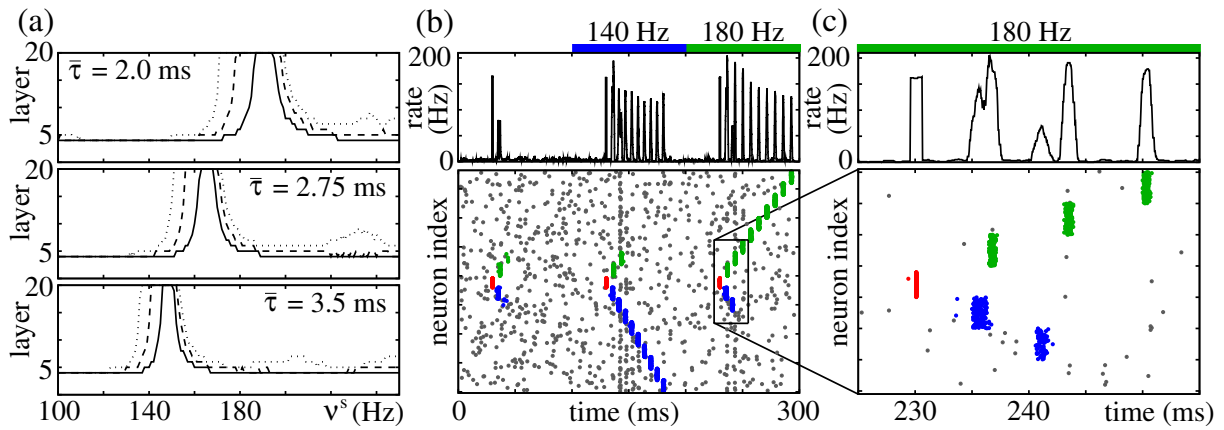 (a)
20
τ̄ = 2.0 ms
layer
5
20
τ̄ = 2.75 ms
layer
5
20
τ̄ = 3.5 ms
layer
5
100 140 180 νˢ (Hz)
(b)
140 Hz 180 Hz
200
rate
(Hz)
0
neuron index
0 time (ms) 300
(c)
180 Hz
200
rate
(Hz)
0
neuron index
230 240 time (ms)